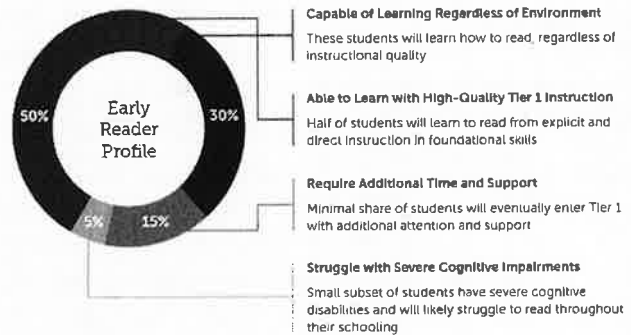 Capable of Learning Regardless of Environment
These students will learn how to read, regardless of
instructional quality
50%
Early
Reader
Profile
30%
Able to Learn with High-Quality Tier 1 Instruction
Half of students will learn to read from explicit and
direct instruction in foundational skills
Require Additional Time and Support
Minimal share of students will eventually enter Tier 1
with additional attention and support
5%
15%
Struggle with Severe Cognitive Impairments
Small subset of students have severe cognitive
disabilities and will likely struggle to read throughout
their schooling